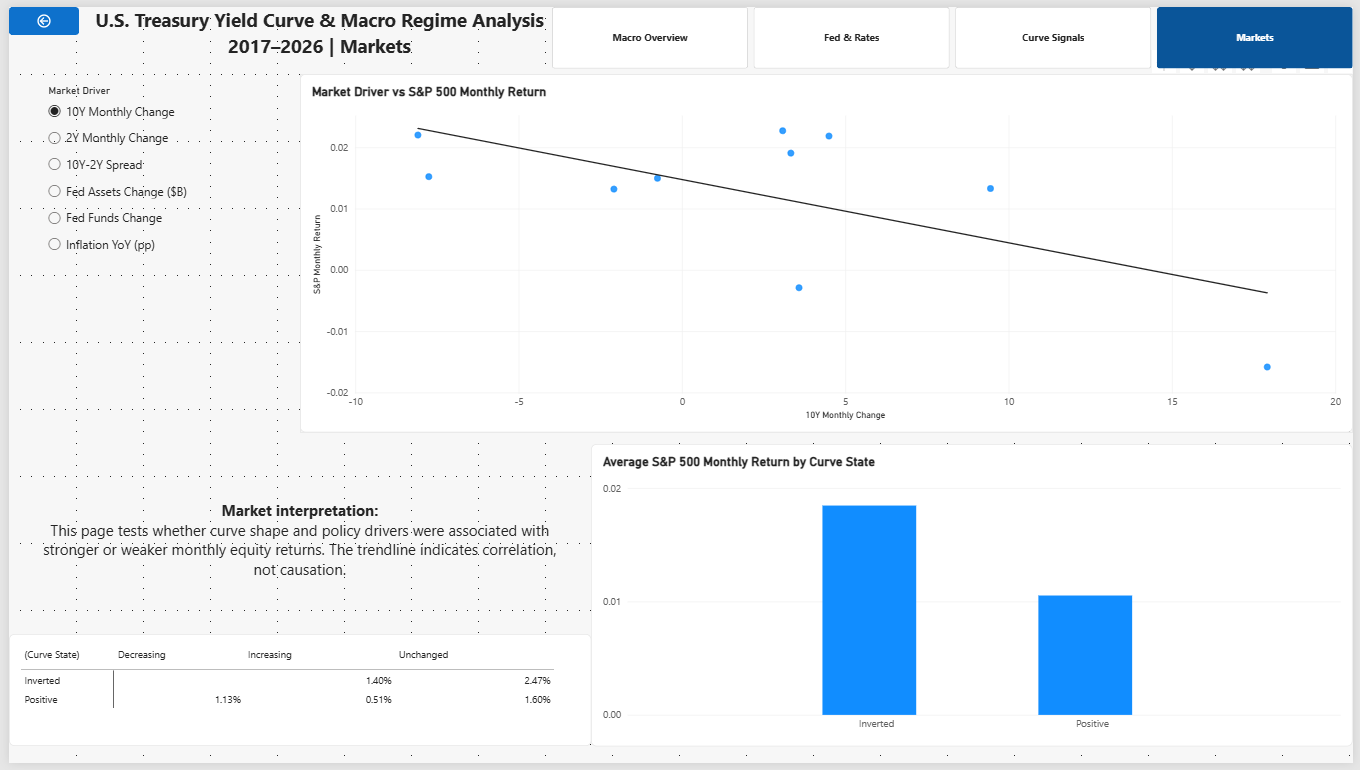 U.S. Treasury Yield Curve & Macro Regime Analysis
2017–2026 | Markets
Macro Overview
Fed & Rates
Curve Signals
Markets
Market Driver
10Y Monthly Change
2Y Monthly Change
10Y-2Y Spread
Fed Assets Change ($B)
Fed Funds Change
Inflation YoY (pp)
Market Driver vs S&P 500 Monthly Return
S&P Monthly Return
0.02
0.01
0.00
-0.01
-0.02
-10
-5
0
5
10
15
20
10Y Monthly Change
Market interpretation:
This page tests whether curve shape and policy drivers were associated with
stronger or weaker monthly equity returns. The trendline indicates correlation,
not causation.
(Curve State) Decreasing Increasing Unchanged
Inverted 1.40% 2.47%
Positive 1.13% 0.51% 1.60%
Average S&P 500 Monthly Return by Curve State
0.02
0.01
0.00
Inverted
Positive